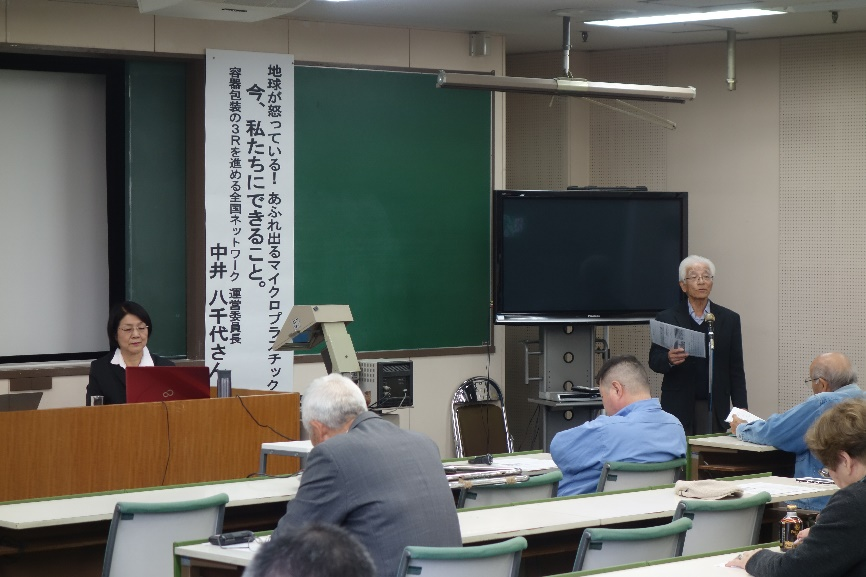 地球が怒っている！ あふれ出るマイクロプラスチック
今、私たちにできること。
容器包装の3Rを進める全国ネットワーク 運営委員長
中井 八千代さん